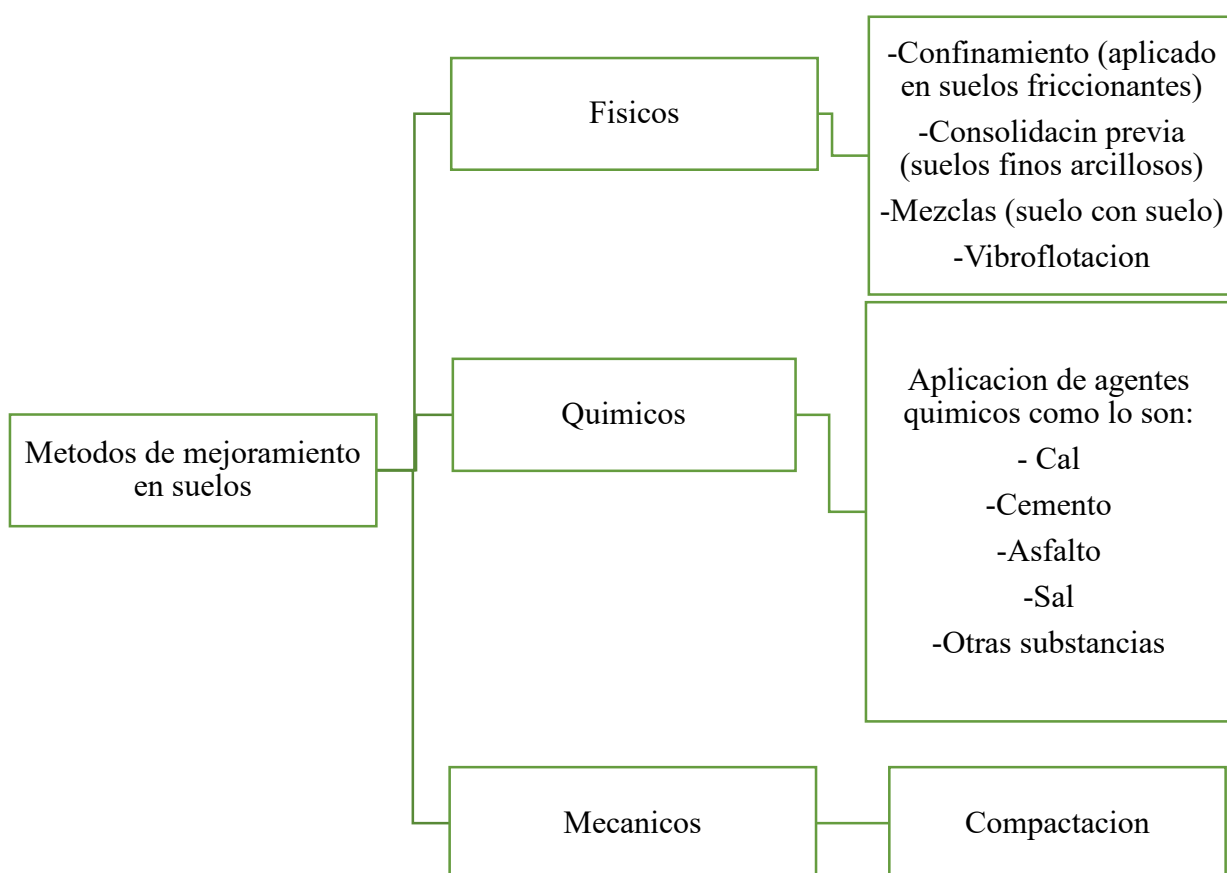 Metodos de mejoramiento
en suelos
Fisicos
-Confinamiento (aplicado
en suelos friccionantes)
-Consolidacin previa
(suelos finos arcillosos)
-Mezclas (suelo con suelo)
-Vibroflotacion
Quimicos
Aplicacion de agentes
quimicos como lo son:
- Cal
-Cemento
-Asfalto
-Sal
-Otras substancias
Mecanicos
Compactacion